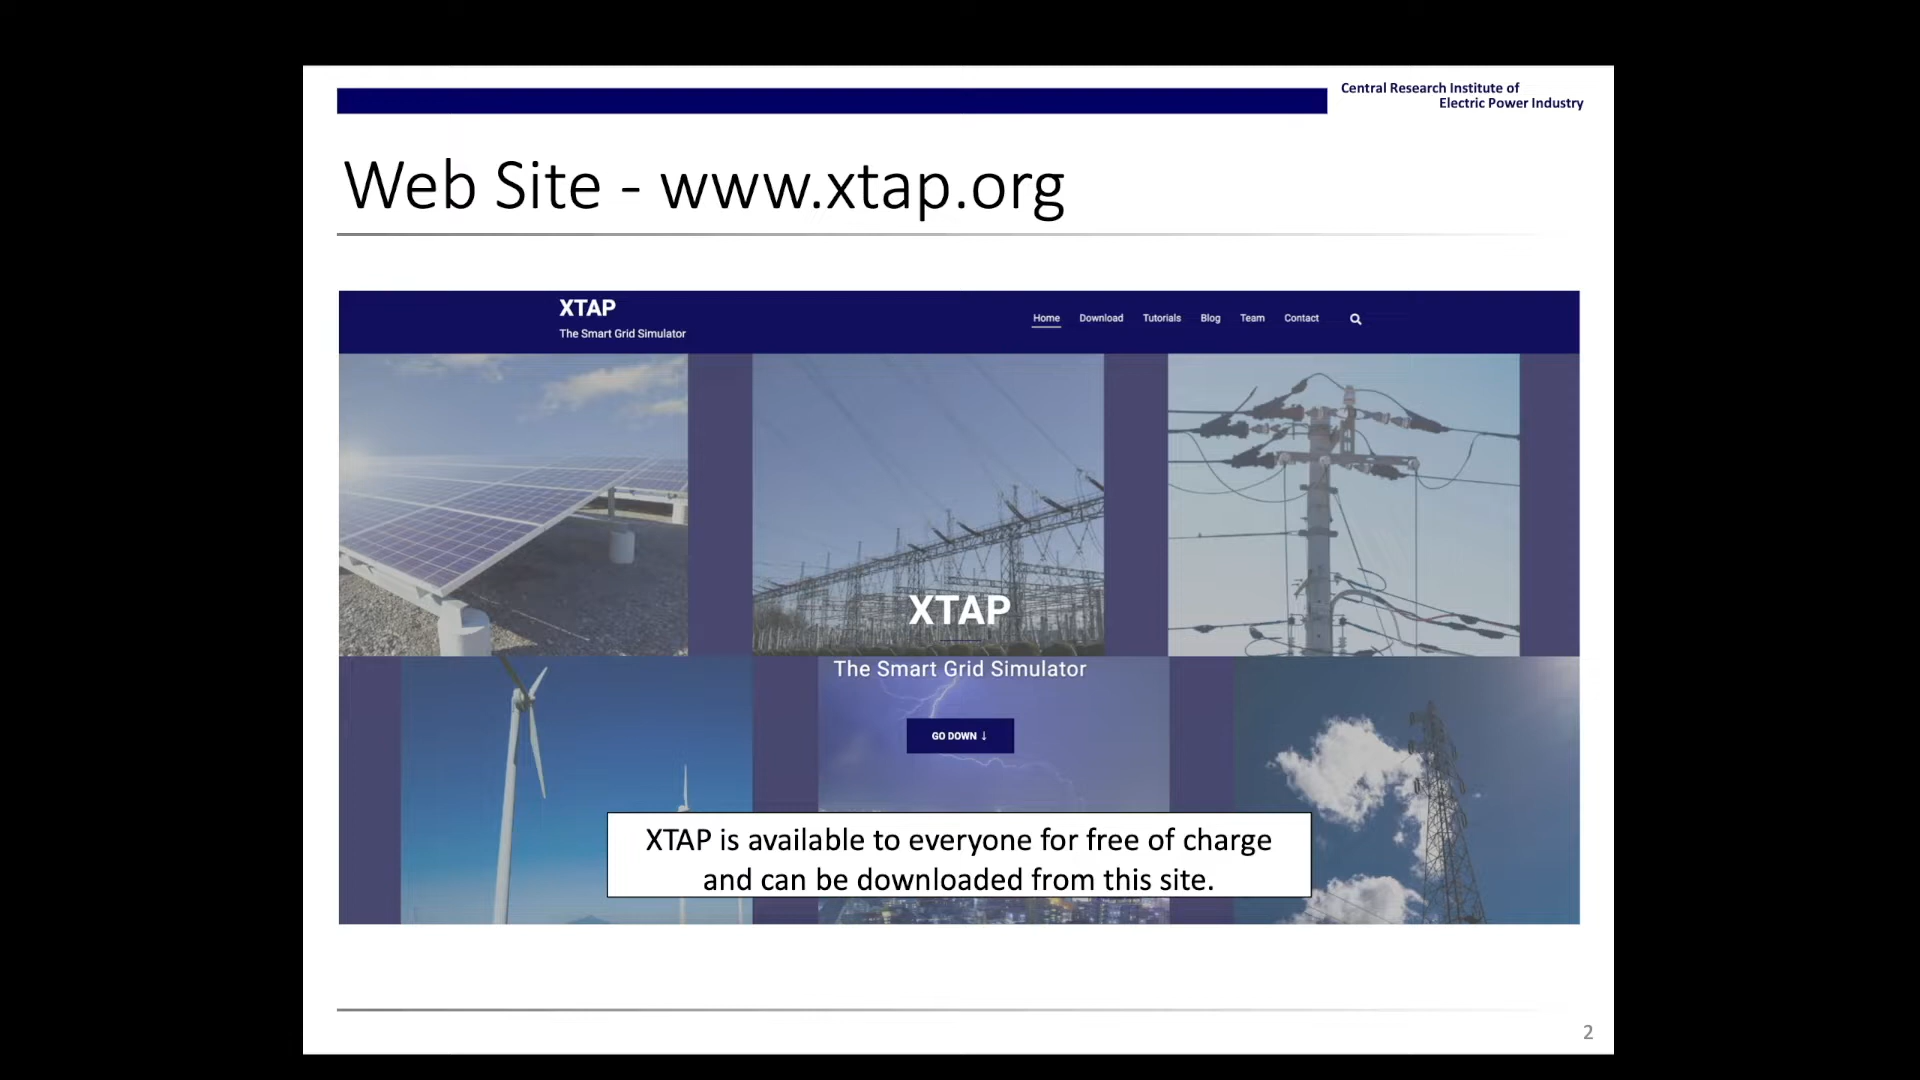 Central Research Institute of
Electric Power Industry
Web Site - www.xtap.org
XTAP
The Smart Grid Simulator
Home Download Tutorials Blog Team Contact
XTAP
The Smart Grid Simulator
GO DOWN ↓
XTAP is available to everyone for free of charge
and can be downloaded from this site.
2